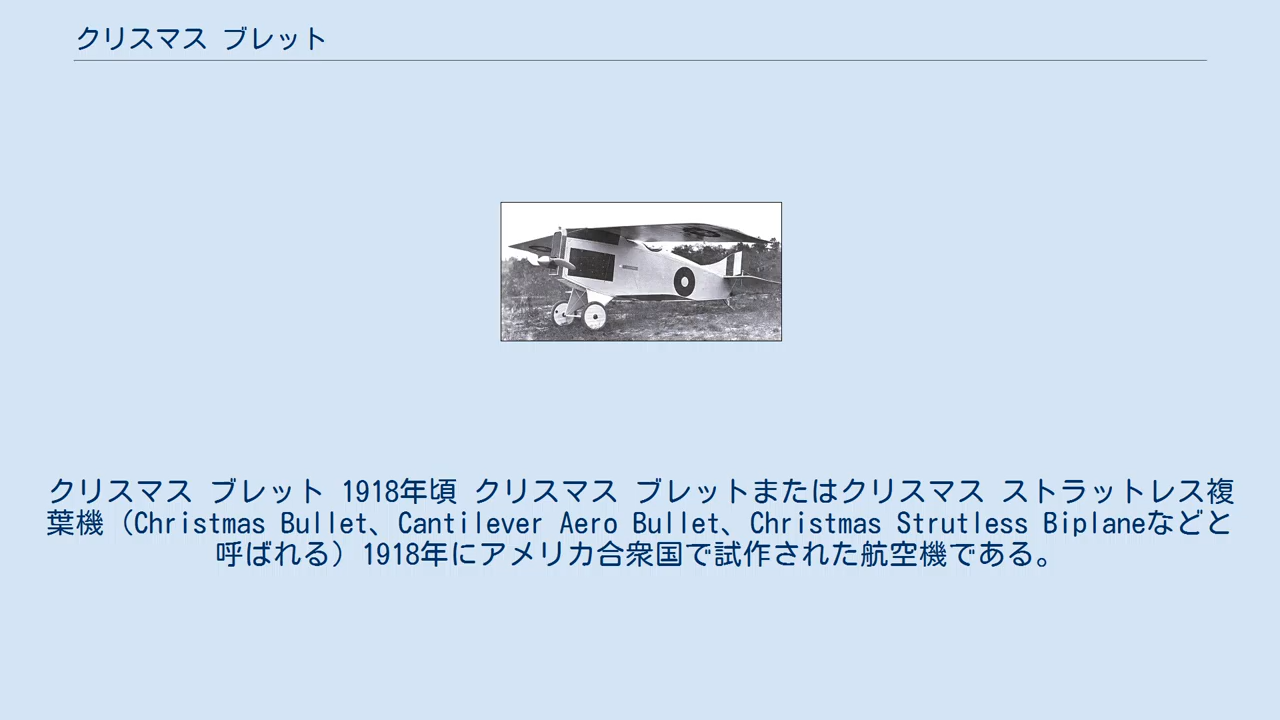 クリスマス ブレット
クリスマス ブレット 1918年頃 クリスマス ブレットまたはクリスマス ストラットレス複
葉機（Christmas Bullet、Cantilever Aero Bullet、Christmas Strutless Biplaneなどと
呼ばれる）1918年にアメリカ合衆国で試作された航空機である。